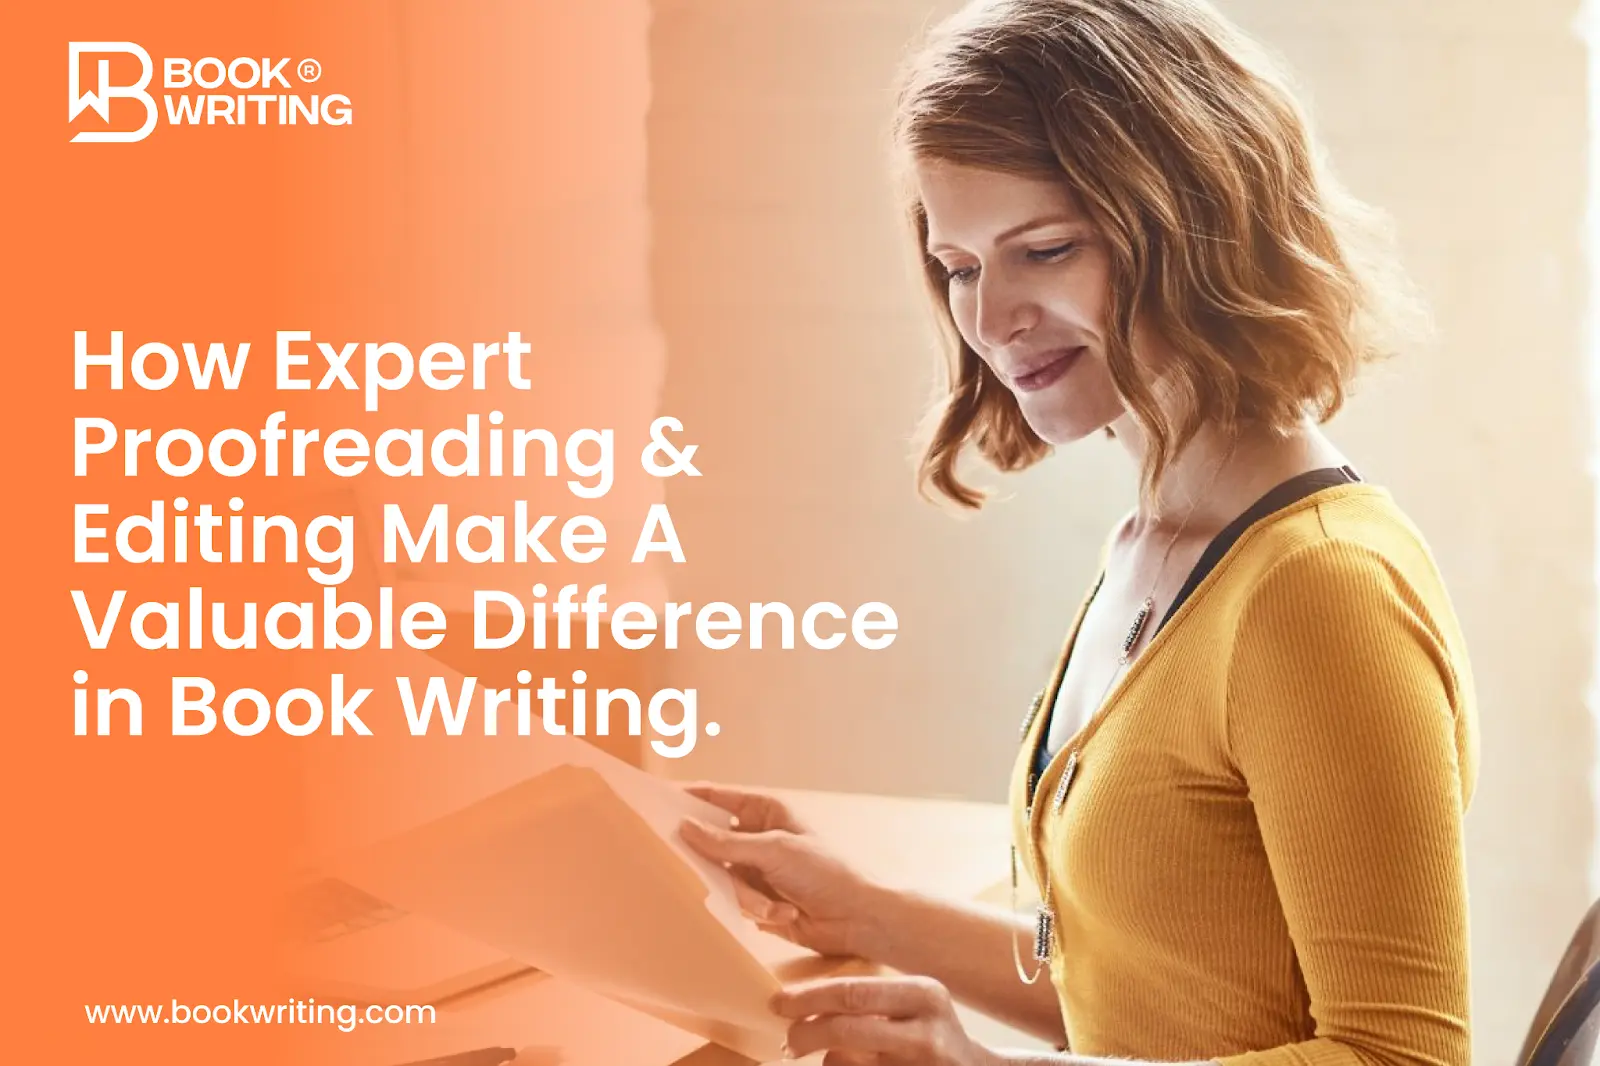 BOOK ®
WRITING
How Expert
Proofreading &
Editing Make A
Valuable Difference
in Book Writing.
www.bookwriting.com